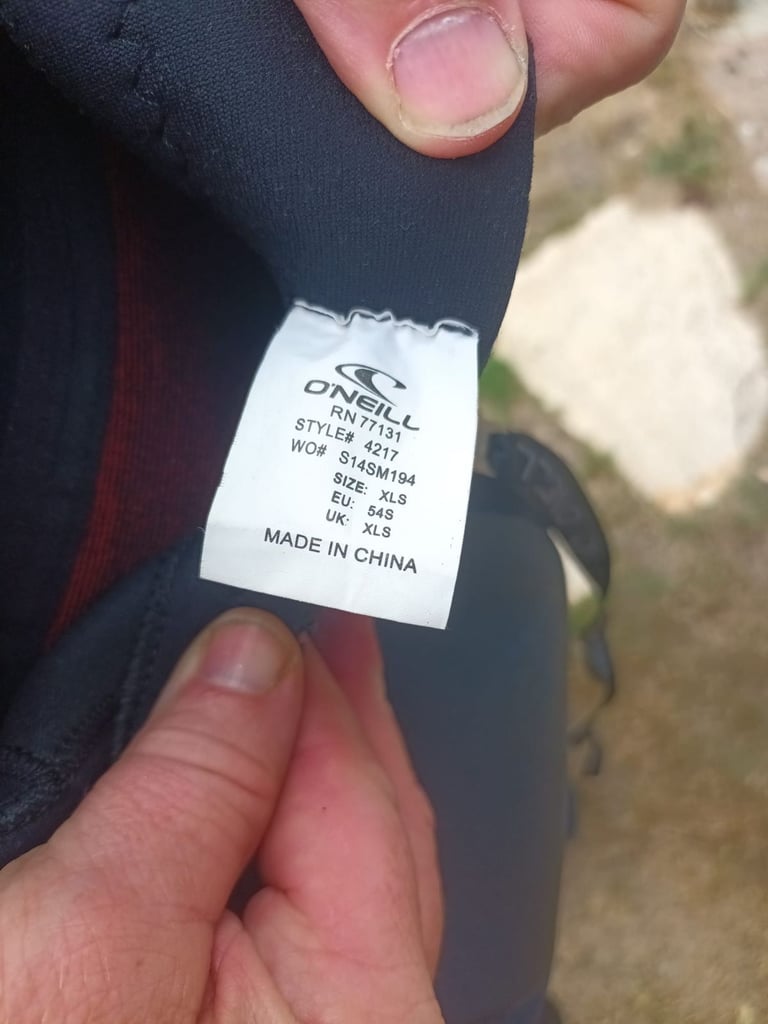 O'NEILL
RN 77131
STYLE# 4217
WO# S14SM194
SIZE: XLS
EU: 54S
UK: XLS
MADE IN CHINA